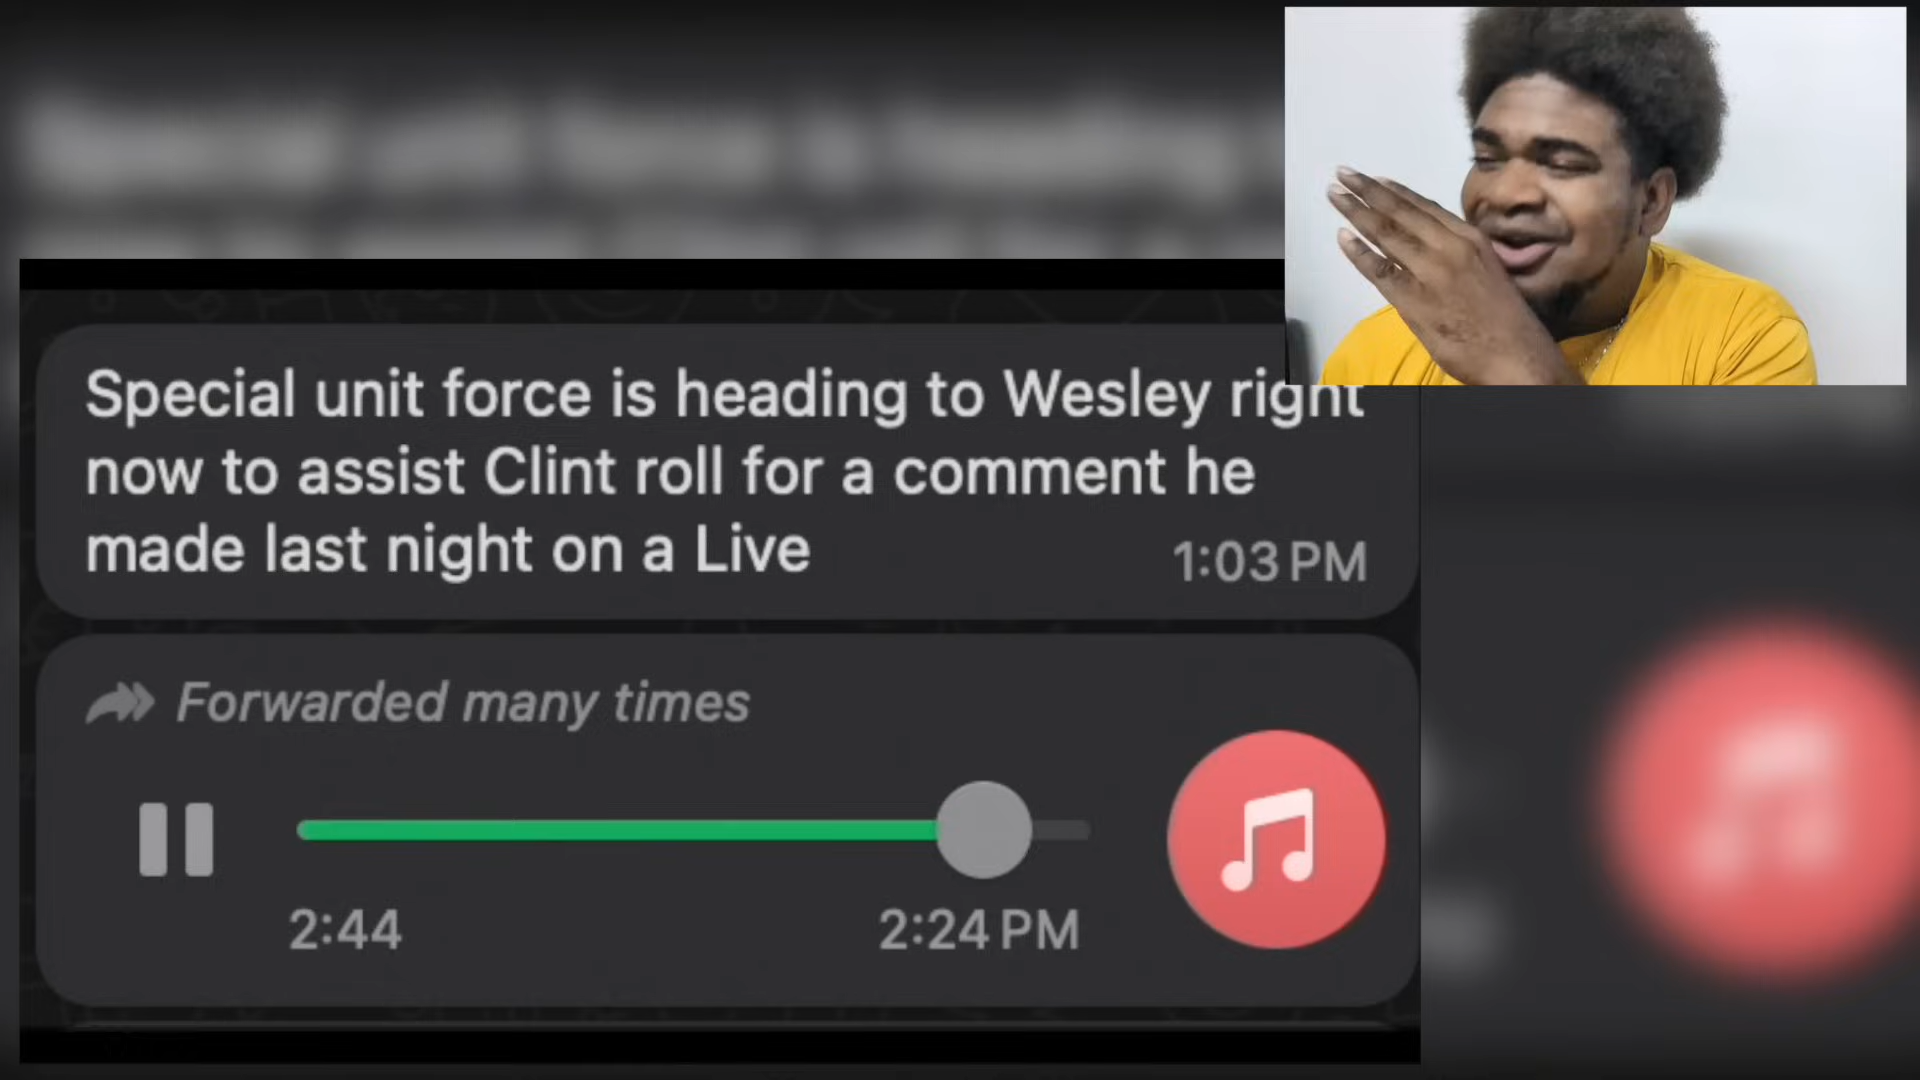 Special unit force is heading to Wesley right
now to assist Clint roll for a comment he
made last night on a Live
1:03 PM
Forwarded many times
2:44
2:24 PM